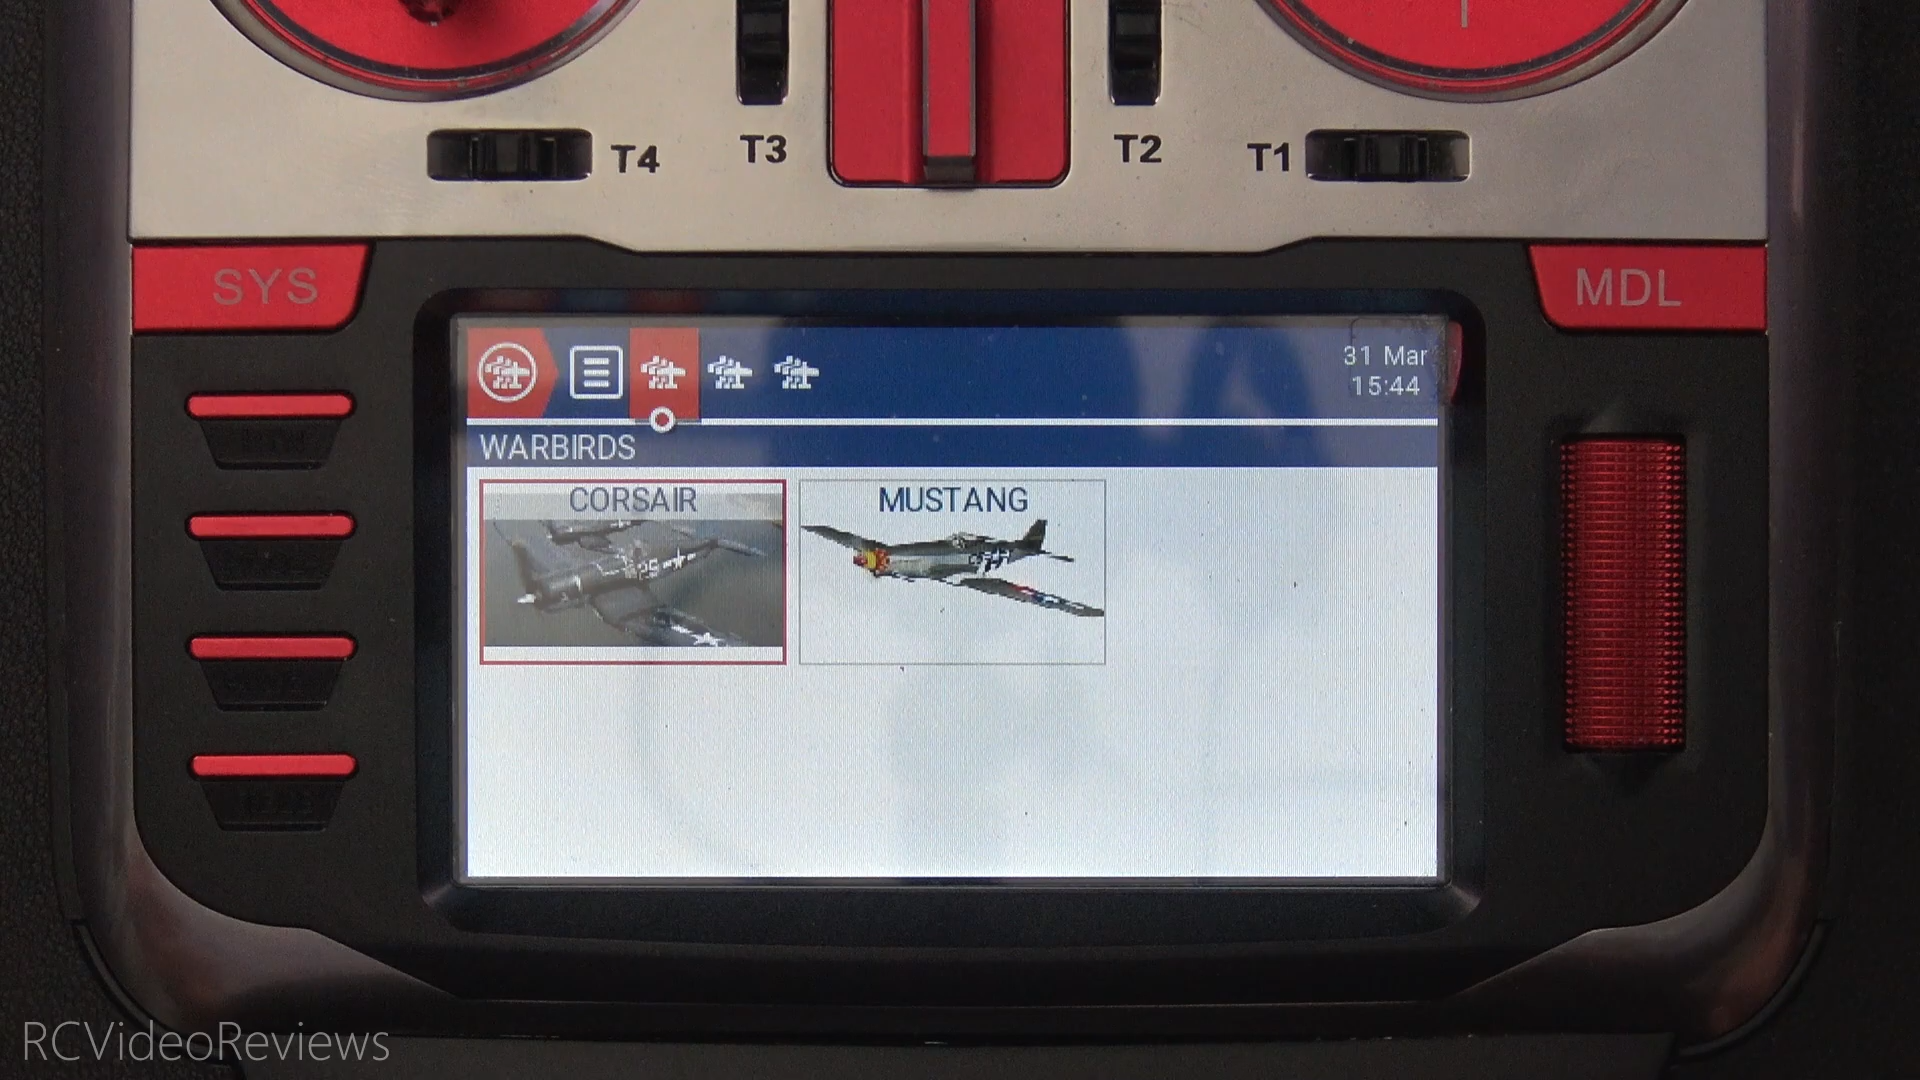 T4
T3
T2
T1
SYS
MDL
31 Mar
15:44
WARBIRDS
CORSAIR
MUSTANG
RCVideoReviews